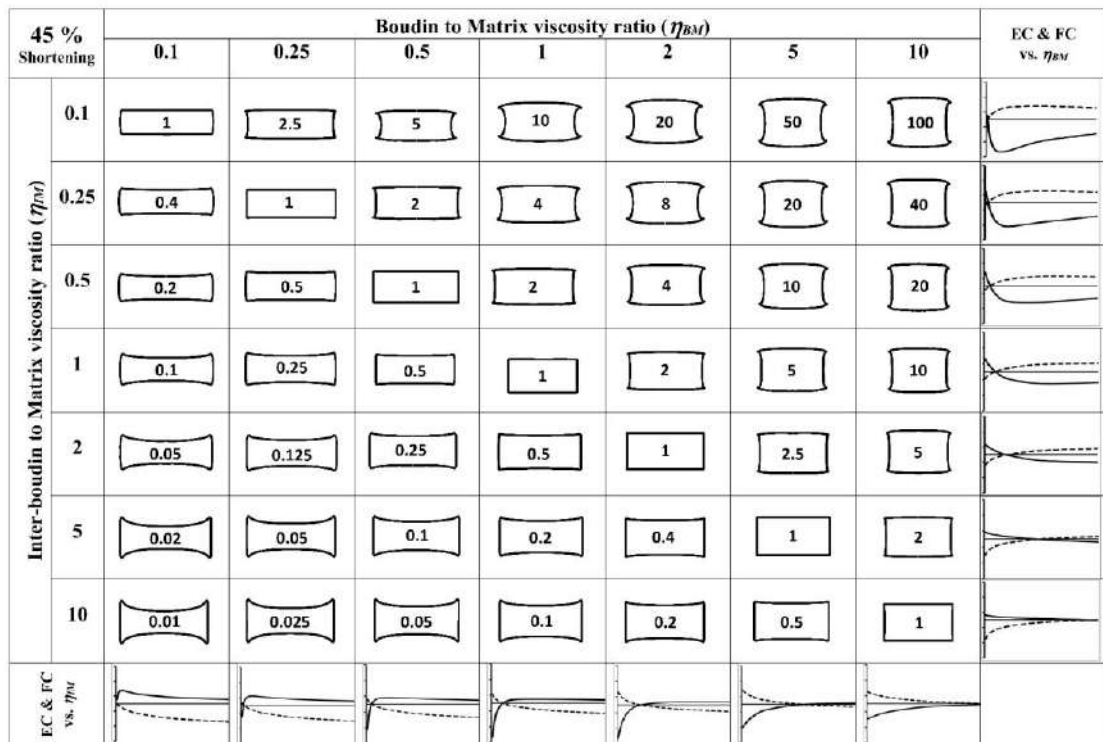 45 %
Shortening
Boudin to Matrix viscosity ratio (ηBM)
0.1 0.25 0.5 1 2 5 10
EC & FC
vs. ηBM
Inter-boudin to Matrix viscosity ratio (ηIM)
0.1 1 2.5 5 10 20 50 100
0.25 0.4 1 2 4 8 20 40
0.5 0.2 0.5 1 2 4 10 20
1 0.1 0.25 0.5 1 2 5 10
2 0.05 0.125 0.25 0.5 1 2.5 5
5 0.02 0.05 0.1 0.2 0.4 1 2
10 0.01 0.025 0.05 0.1 0.2 0.5 1
EC & FC
vs. ηIM